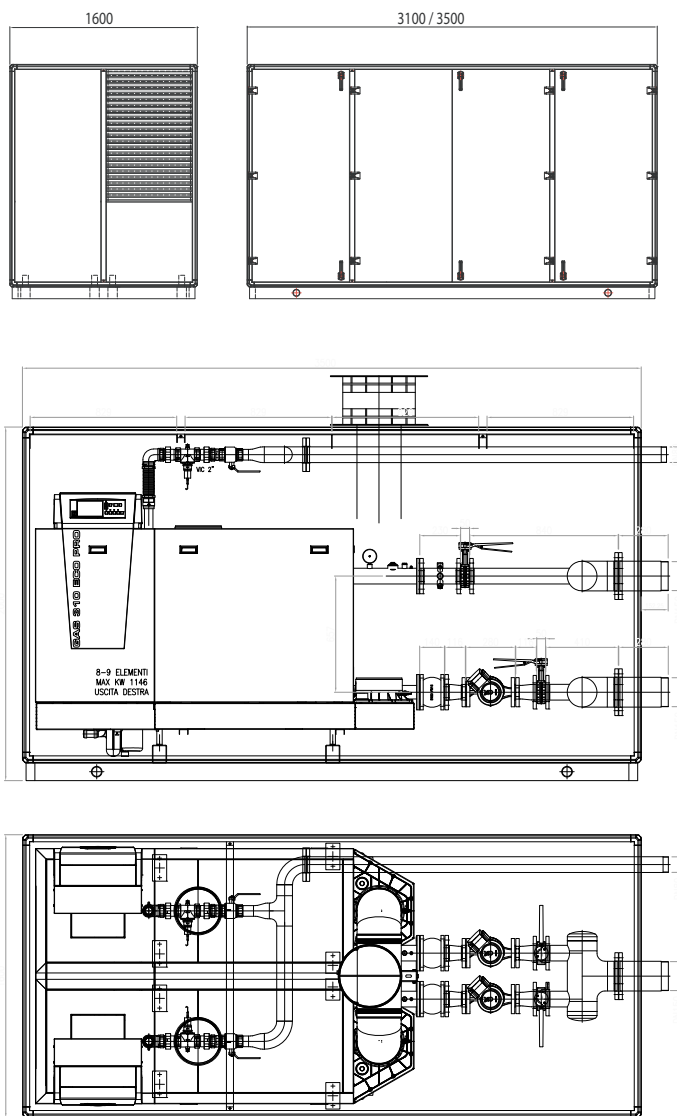 1600
3100 / 3500
VIC 2"
GAS 310 ECO PRO
8-9 ELEMENTI
MAX KW 1146
USCITA DESTRA